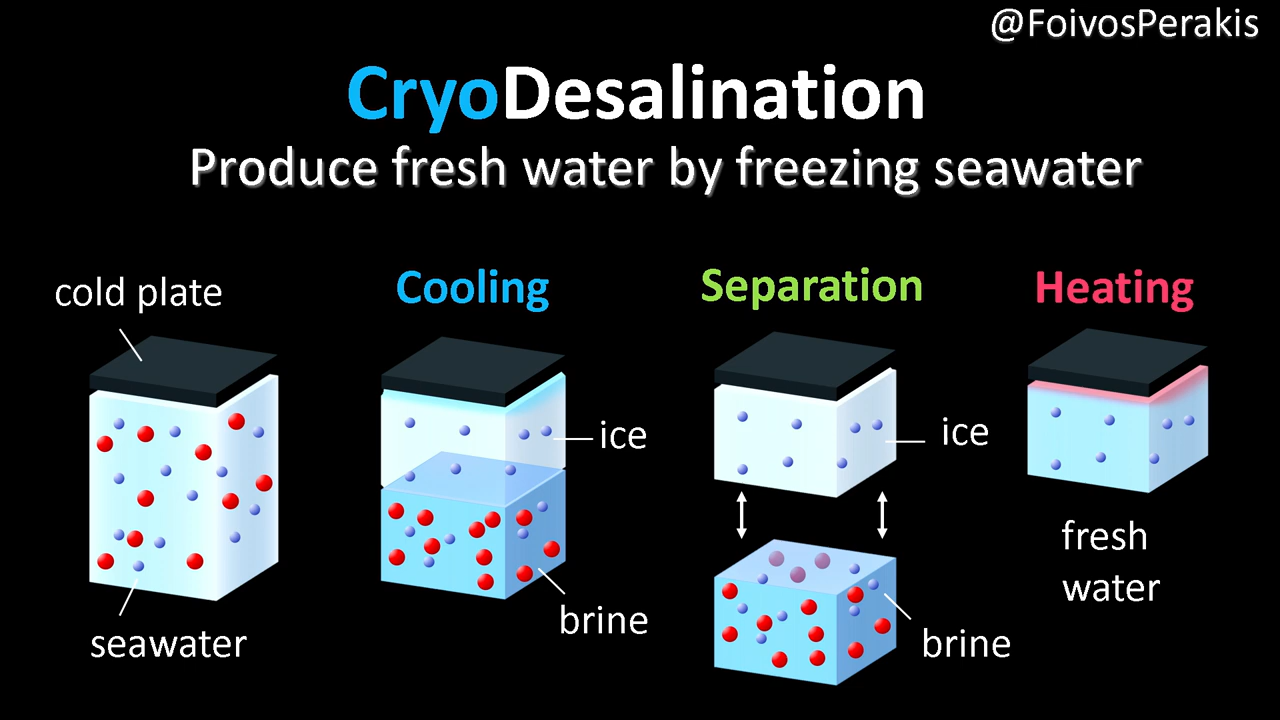 @FoivosPerakis
CryoDesalination
Produce fresh water by freezing seawater
cold plate
Cooling
Separation
Heating
ice
ice
seawater
brine
brine
fresh
water